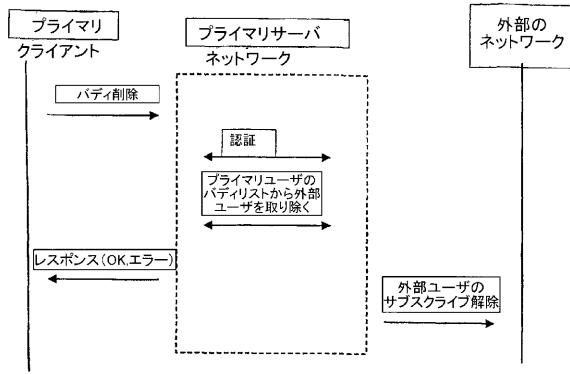 プライマリ
クライアント
プライマリサーバ
ネットワーク
外部の
ネットワーク
バディ削除
認証
プライマリユーザの
バディリストから外部
ユーザを取り除く
レスポンス(OK,エラー)
外部ユーザの
サブスクライブ解除